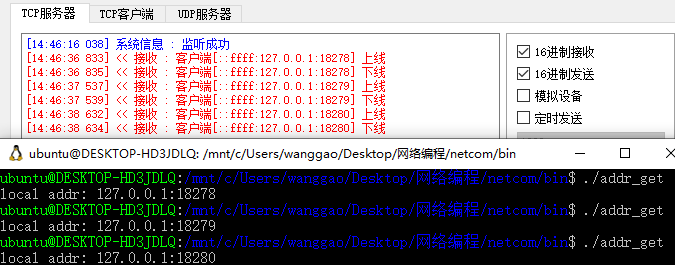 TCP服务器 TCP客户端 UDP服务器
[14:46:16 038] 系统信息 : 监听成功
[14:46:36 833] << 接收 : 客户端[::ffff:127.0.0.1:18278] 上线
[14:46:36 835] << 接收 : 客户端[::ffff:127.0.0.1:18278] 下线
[14:46:37 537] << 接收 : 客户端[::ffff:127.0.0.1:18279] 上线
[14:46:37 539] << 接收 : 客户端[::ffff:127.0.0.1:18279] 下线
[14:46:38 632] << 接收 : 客户端[::ffff:127.0.0.1:18280] 上线
[14:46:38 634] << 接收 : 客户端[::ffff:127.0.0.1:18280] 下线
16进制接收
16进制发送
模拟设备
定时发送
ubuntu@DESKTOP-HD3JDLQ: /mnt/c/Users/wanggao/Desktop/网络编程/netcom/bin
ubuntu@DESKTOP-HD3JDLQ:/mnt/c/Users/wanggao/Desktop/网络编程/netcom/bin$ ./addr_get
local addr: 127.0.0.1:18278
ubuntu@DESKTOP-HD3JDLQ:/mnt/c/Users/wanggao/Desktop/网络编程/netcom/bin$ ./addr_get
local addr: 127.0.0.1:18279
ubuntu@DESKTOP-HD3JDLQ:/mnt/c/Users/wanggao/Desktop/网络编程/netcom/bin$ ./addr_get
local addr: 127.0.0.1:18280